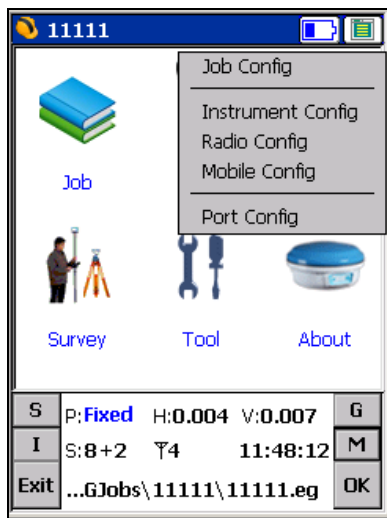 11111
Job Config
Instrument Config
Radio Config
Mobile Config
Port Config
Job
Survey Tool About
S P:Fixed H:0.004 V:0.007 G
I S:8+2 4 11:48:12 M
Exit ...GJobs\11111\11111.eg OK